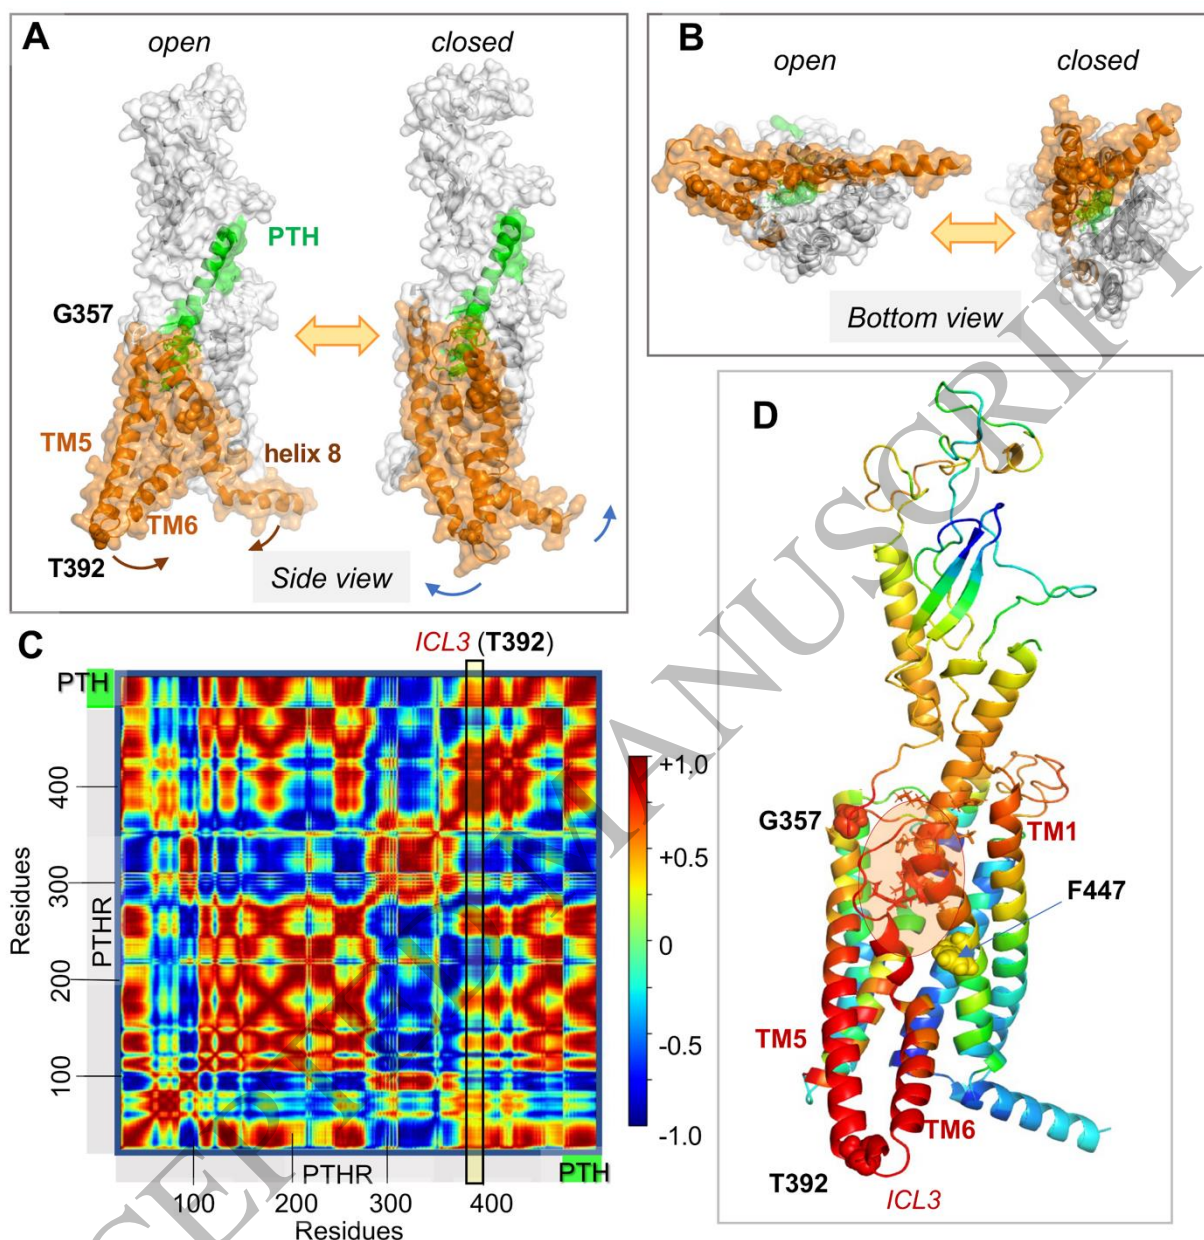 A
open
closed
PTH
G357
TM5
helix 8
TM6
T392
Side view
B
open
closed
Bottom view
C
ICL3 (T392)
PTH
400
300
200
100
Residues
PTHR
+1.0
+0.5
0
-0.5
-1.0
PTHR
PTH
100
200
300
400
Residues
D
G357
TM1
F447
TM5
TM6
T392
ICL3
MANUSCRIPT